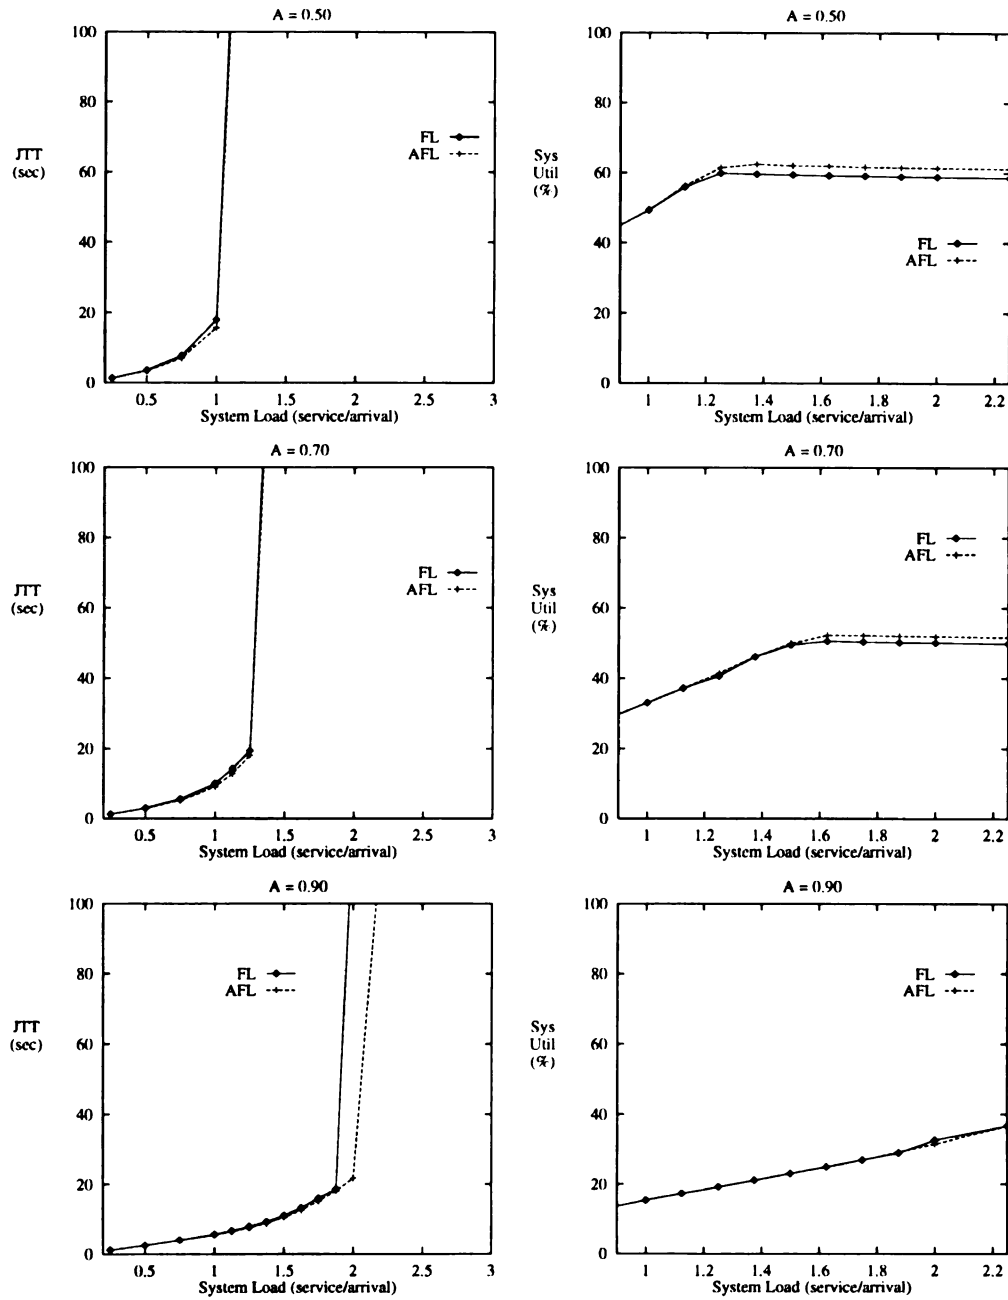 A = 0.50
100
80
60
40
20
0
JTT
(sec)
FL
AFL
0.5 1 1.5 2 2.5 3
System Load (service/arrival)
A = 0.50
100
80
60
40
20
0
Sys
Util
(%)
FL
AFL
1 1.2 1.4 1.6 1.8 2 2.2
System Load (service/arrival)
A = 0.70
100
80
60
40
20
0
JTT
(sec)
FL
AFL
0.5 1 1.5 2 2.5 3
System Load (service/arrival)
A = 0.70
100
80
60
40
20
0
Sys
Util
(%)
FL
AFL
1 1.2 1.4 1.6 1.8 2 2.2
System Load (service/arrival)
A = 0.90
100
80
60
40
20
0
JTT
(sec)
FL
AFL
0.5 1 1.5 2 2.5 3
System Load (service/arrival)
A = 0.90
100
80
60
40
20
0
Sys
Util
(%)
FL
AFL
1 1.2 1.4 1.6 1.8 2 2.2
System Load (service/arrival)